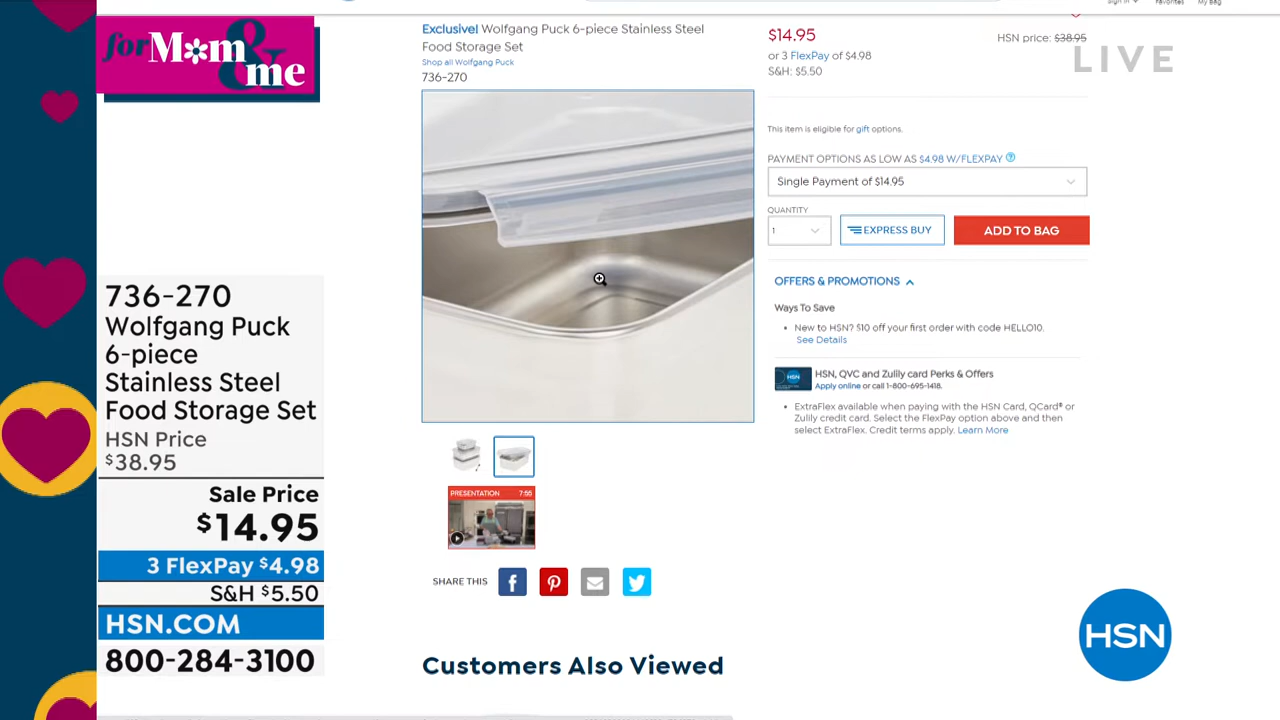 for Mom
& me
736-270
Wolfgang Puck
6-piece
Stainless Steel
Food Storage Set
HSN Price
$38.95
Sale Price
$14.95
3 FlexPay $4.98
S&H $5.50
HSN.COM
800-284-3100
Exclusive! Wolfgang Puck 6-piece Stainless Steel
Food Storage Set
Shop all Wolfgang Puck
736-270
PRESENTATION 7:55
SHARE THIS
Customers Also Viewed
Sign In
Favorites
My Bag
$14.95
HSN price: $38.95
or 3 FlexPay of $4.98
S&H: $5.50
LIVE
This item is eligible for gift options.
PAYMENT OPTIONS AS LOW AS $4.98 W/FLEXPAY ?
Single Payment of $14.95
QUANTITY
1
EXPRESS BUY
ADD TO BAG
OFFERS & PROMOTIONS
Ways To Save
• New to HSN? $10 off your first order with code HELLO10.
See Details
HSN
HSN, QVC and Zulily card Perks & Offers
Apply online or call 1-800-695-1418.
• ExtraFlex available when paying with the HSN Card, QCard® or
Zulily credit card. Select the FlexPay option above and then
select ExtraFlex. Credit terms apply. Learn More
HSN